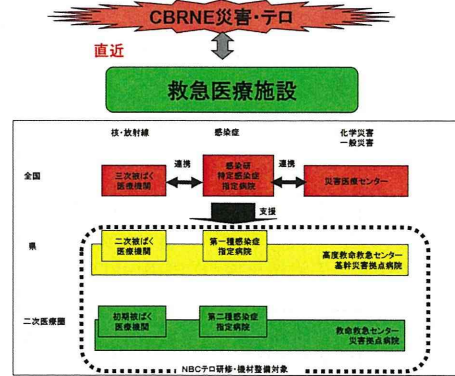 CBRNE災害・テロ
直近
救急医療施設
核・放射線 感染症 化学災害
一般災害
全国
三次被ばく
医療機関
連携
感染研
特定感染症
指定病院
連携
災害医療センター
支援
県
二次被ばく
医療機関
第一種感染症
指定病院
高度救命救急センター
基幹災害拠点病院
二次医療圏
初期被ばく
医療機関
第二種感染症
指定病院
救命救急センター
災害拠点病院
NBCテロ研修・機材整備対象